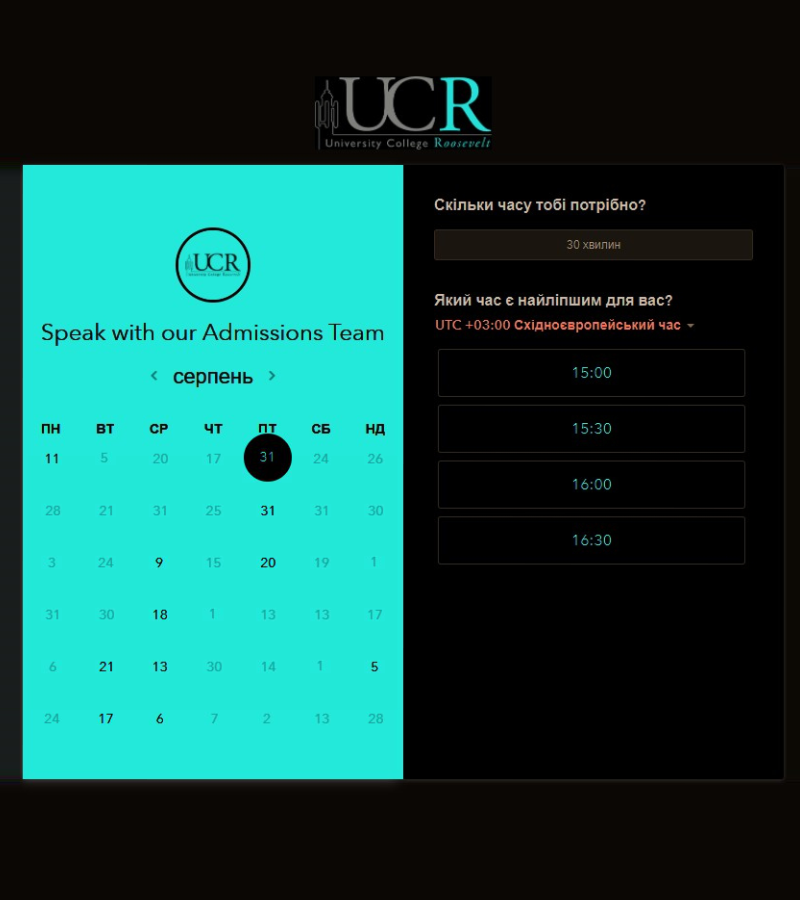 UCR
University College Roosevelt
UCR
Speak with our Admissions Team
серпень
ПН ВТ СР ЧТ ПТ СБ НД
11 5 20 17 31 24 26
28 21 31 25 31 31 30
3 24 9 15 20 19 1
31 30 18 1 13 13 17
6 21 13 30 14 1 5
24 17 6 7 2 13 28
Скільки часу тобі потрібно?
30 хвилин
Який час є найліпшим для вас?
UTC +03:00 Східноєвропейський час
15:00
15:30
16:00
16:30